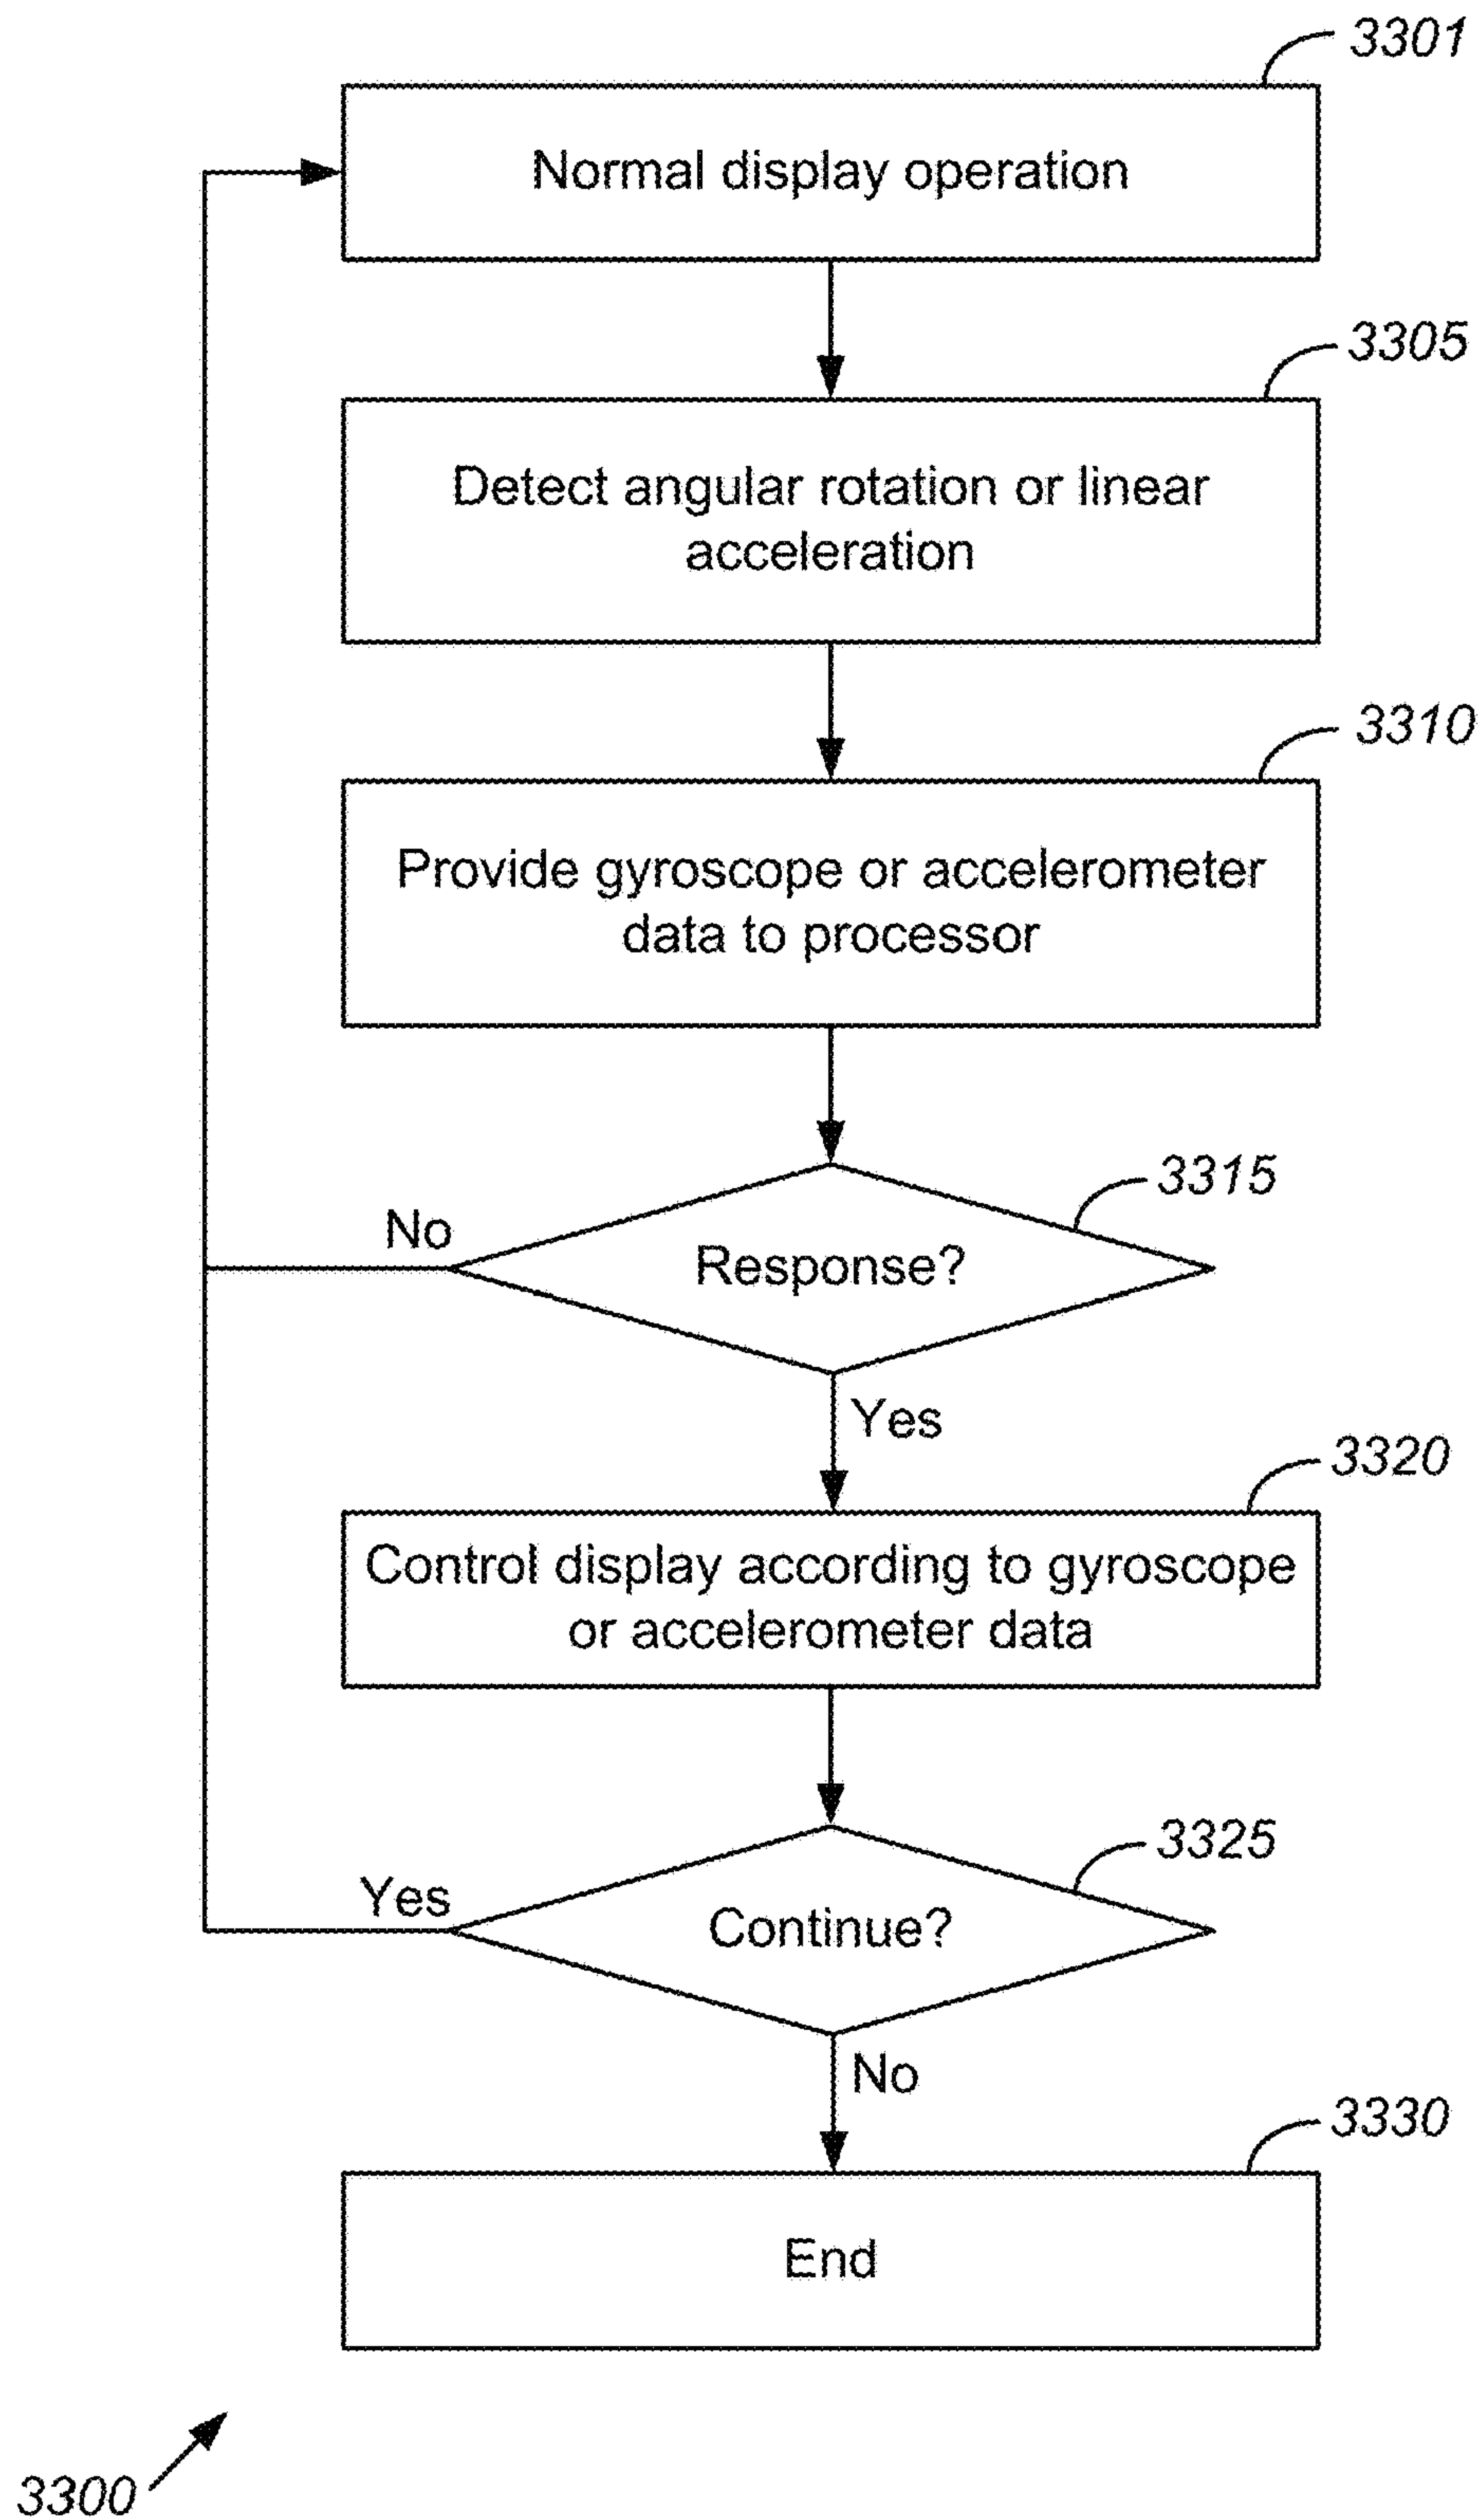 3301
Normal display operation
3305
Detect angular rotation or linear
acceleration
3310
Provide gyroscope or accelerometer
data to processor
3315
No
Response?
Yes
3320
Control display according to gyroscope
or accelerometer data
3325
Yes
Continue?
No
3330
End
3300